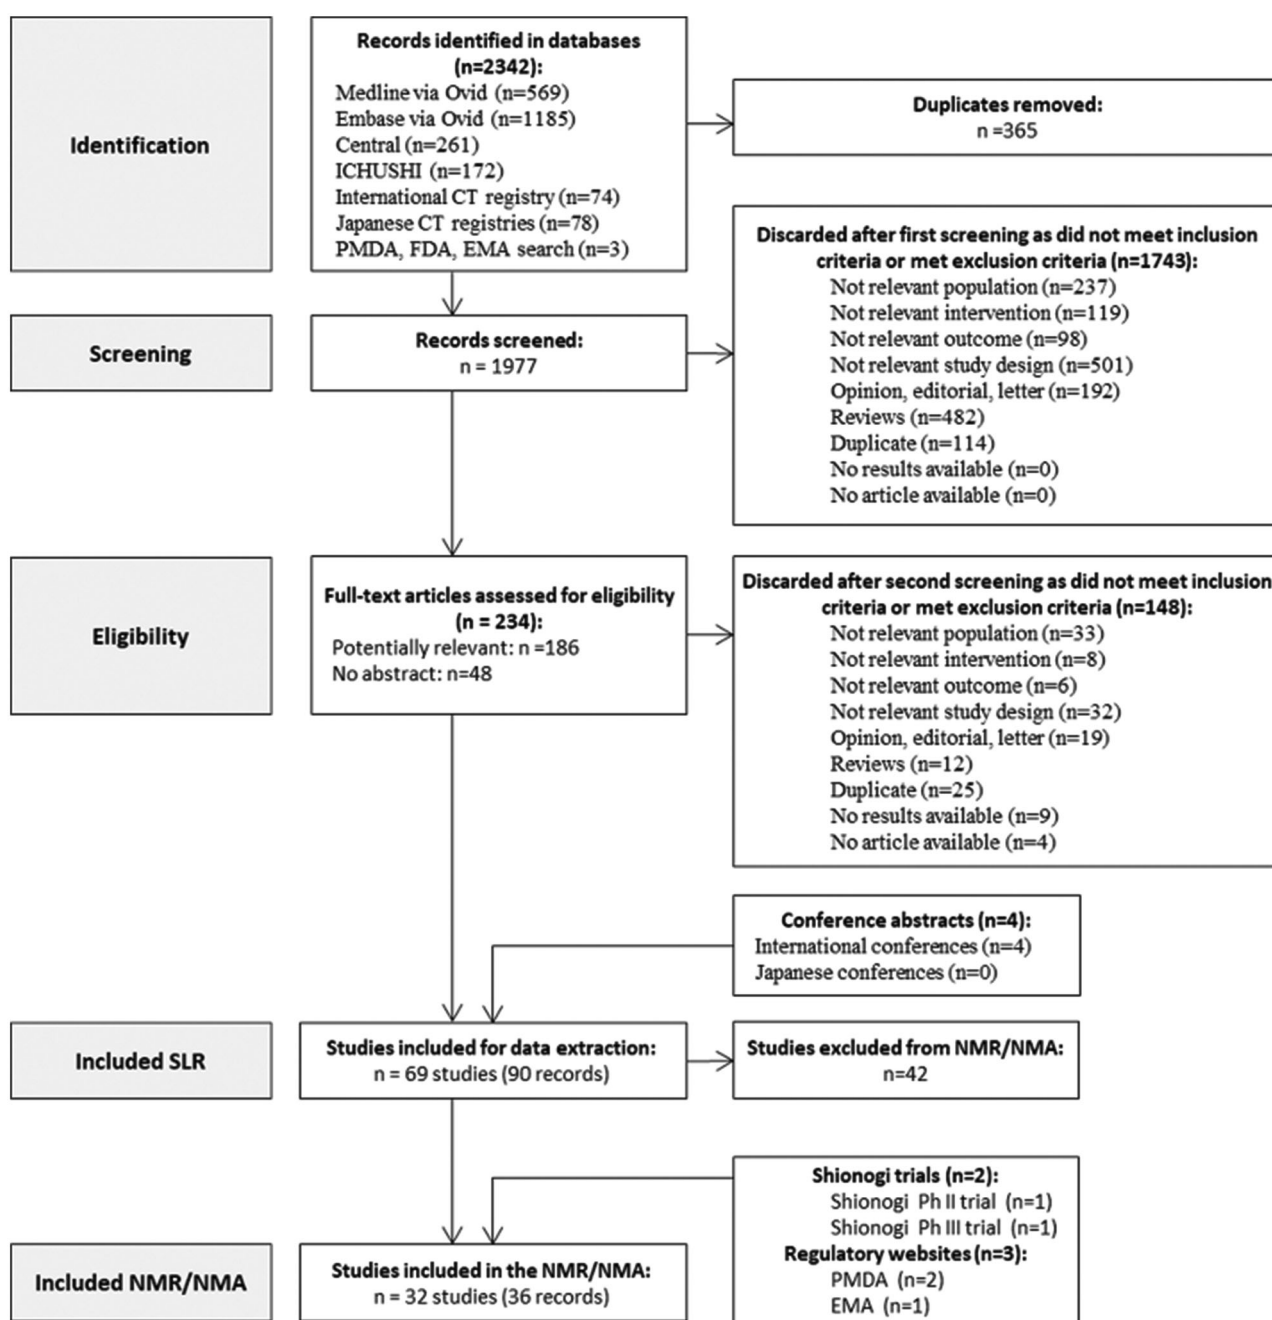 Identification
Records identified in databases
(n=2342):
Medline via Ovid (n=569)
Embase via Ovid (n=1185)
Central (n=261)
ICHUSHI (n=172)
International CT registry (n=74)
Japanese CT registries (n=78)
PMDA, FDA, EMA search (n=3)
Duplicates removed:
n =365
Screening
Records screened:
n = 1977
Discarded after first screening as did not meet inclusion
criteria or met exclusion criteria (n=1743):
Not relevant population (n=237)
Not relevant intervention (n=119)
Not relevant outcome (n=98)
Not relevant study design (n=501)
Opinion, editorial, letter (n=192)
Reviews (n=482)
Duplicate (n=114)
No results available (n=0)
No article available (n=0)
Eligibility
Full-text articles assessed for eligibility
(n = 234):
Potentially relevant: n =186
No abstract: n=48
Discarded after second screening as did not meet inclusion
criteria or met exclusion criteria (n=148):
Not relevant population (n=33)
Not relevant intervention (n=8)
Not relevant outcome (n=6)
Not relevant study design (n=32)
Opinion, editorial, letter (n=19)
Reviews (n=12)
Duplicate (n=25)
No results available (n=9)
No article available (n=4)
Conference abstracts (n=4):
International conferences (n=4)
Japanese conferences (n=0)
Included SLR
Studies included for data extraction:
n = 69 studies (90 records)
Studies excluded from NMR/NMA:
n=42
Shionogi trials (n=2):
Shionogi Ph II trial (n=1)
Shionogi Ph III trial (n=1)
Regulatory websites (n=3):
PMDA (n=2)
EMA (n=1)
Included NMR/NMA
Studies included in the NMR/NMA:
n = 32 studies (36 records)